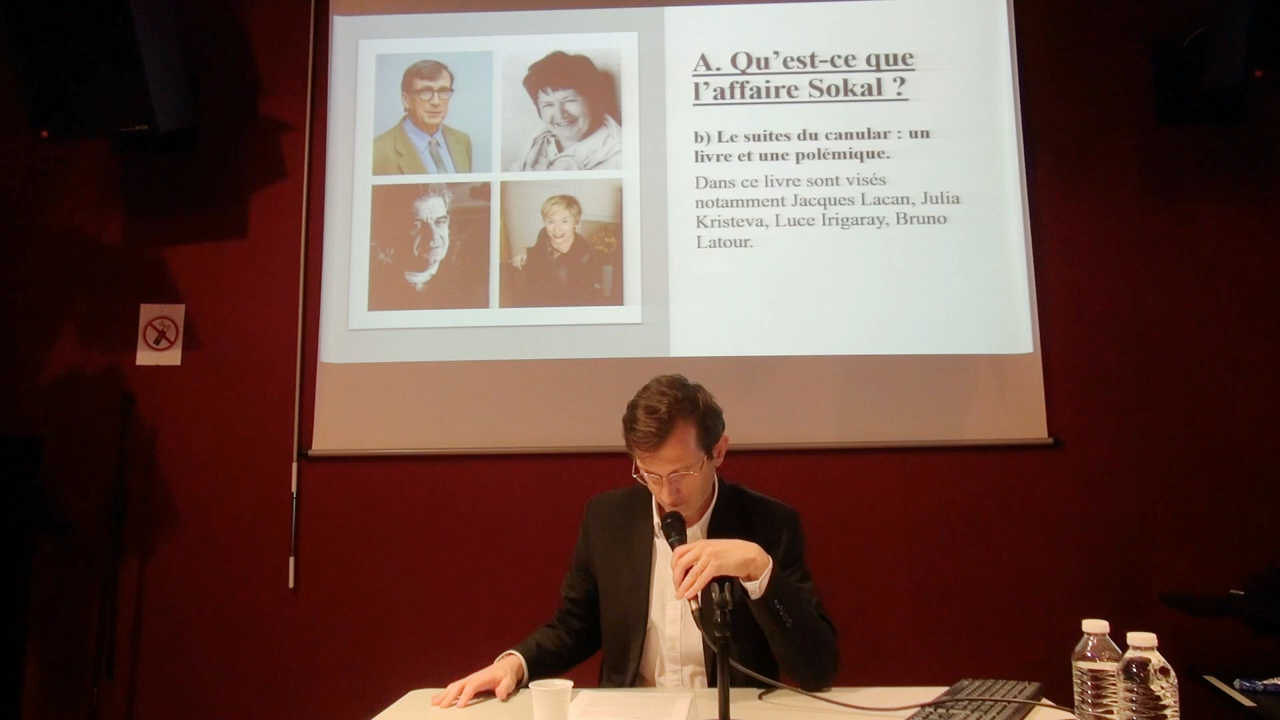 A. Qu'est-ce que
l'affaire Sokal ?
b) Le suites du canular : un
livre et une polémique.
Dans ce livre sont visés
notamment Jacques Lacan, Julia
Kristeva, Luce Irigaray, Bruno
Latour.